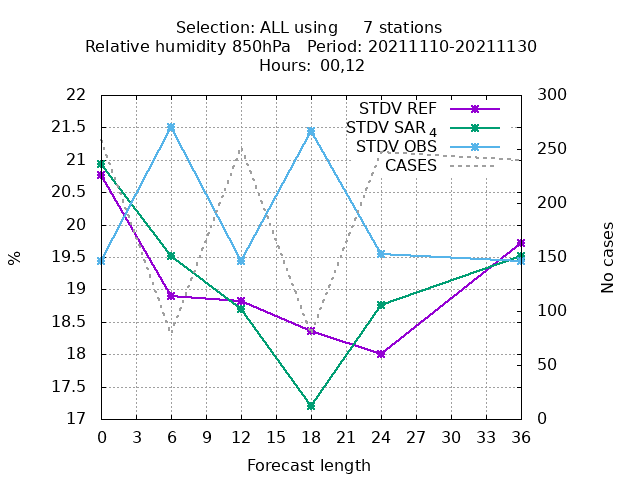 Selection: ALL using 7 stations
Relative humidity 850hPa Period: 20211110-20211130
Hours: 00,12
22 300
STDV REF
21.5
STDV SAR4
250
STDV OBS
21
CASES
20.5
200
20
19.5 150
%
No cases
19
100
18.5
18
50
17.5
17 0
0 3 6 9 12 15 18 21 24 27 30 33 36
Forecast length